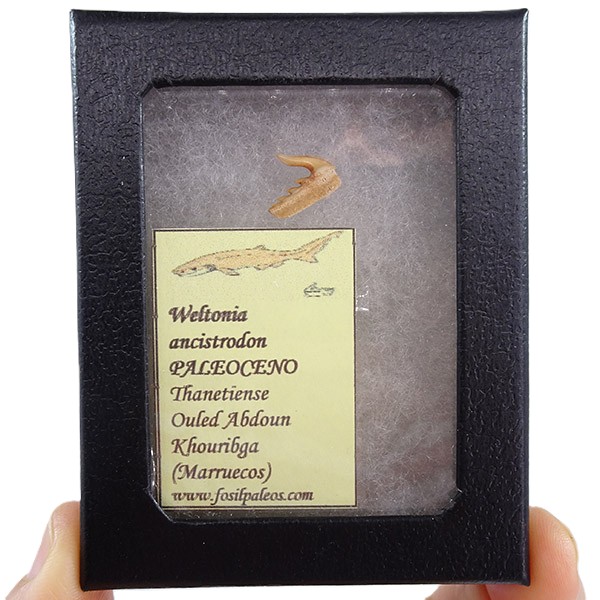 Weltonia
ancistrodon
PALEOCENO
Thanetiense
Ouled Abdoun
Khouribga
(Marruecos)
www.fosilpaleos.com